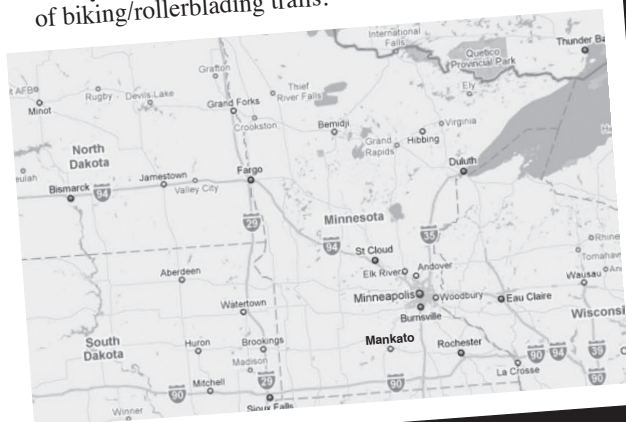 of biking/rollerblading trails?
International
Falls
Thunder Ba
Quetico
Provincial Park
Grafton
t AFB
Rugby
Devils Lake
Thief
River Falls
Ely
Minot
Grand Forks
Crookston
Bemidji
Virginia
Grand
Rapids
Hibbing
North
Dakota
eulah
Jamestown
Fargo
Duluth
Bismarck
94
Valley City
Minnesota
29
94
35
St Cloud
Rhine
Aberdeen
Elk River
Andover
Tomahaw
Wausau
An
Minneapolis
Woodbury
Eau Claire
Watertown
Burnsville
Wisconsi
South
Dakota
Huron
Brookings
Mankato
Rochester
Madison
90
94
39
La Crosse
Mitchell
29
90
90
90
Winner
Sioux Falls